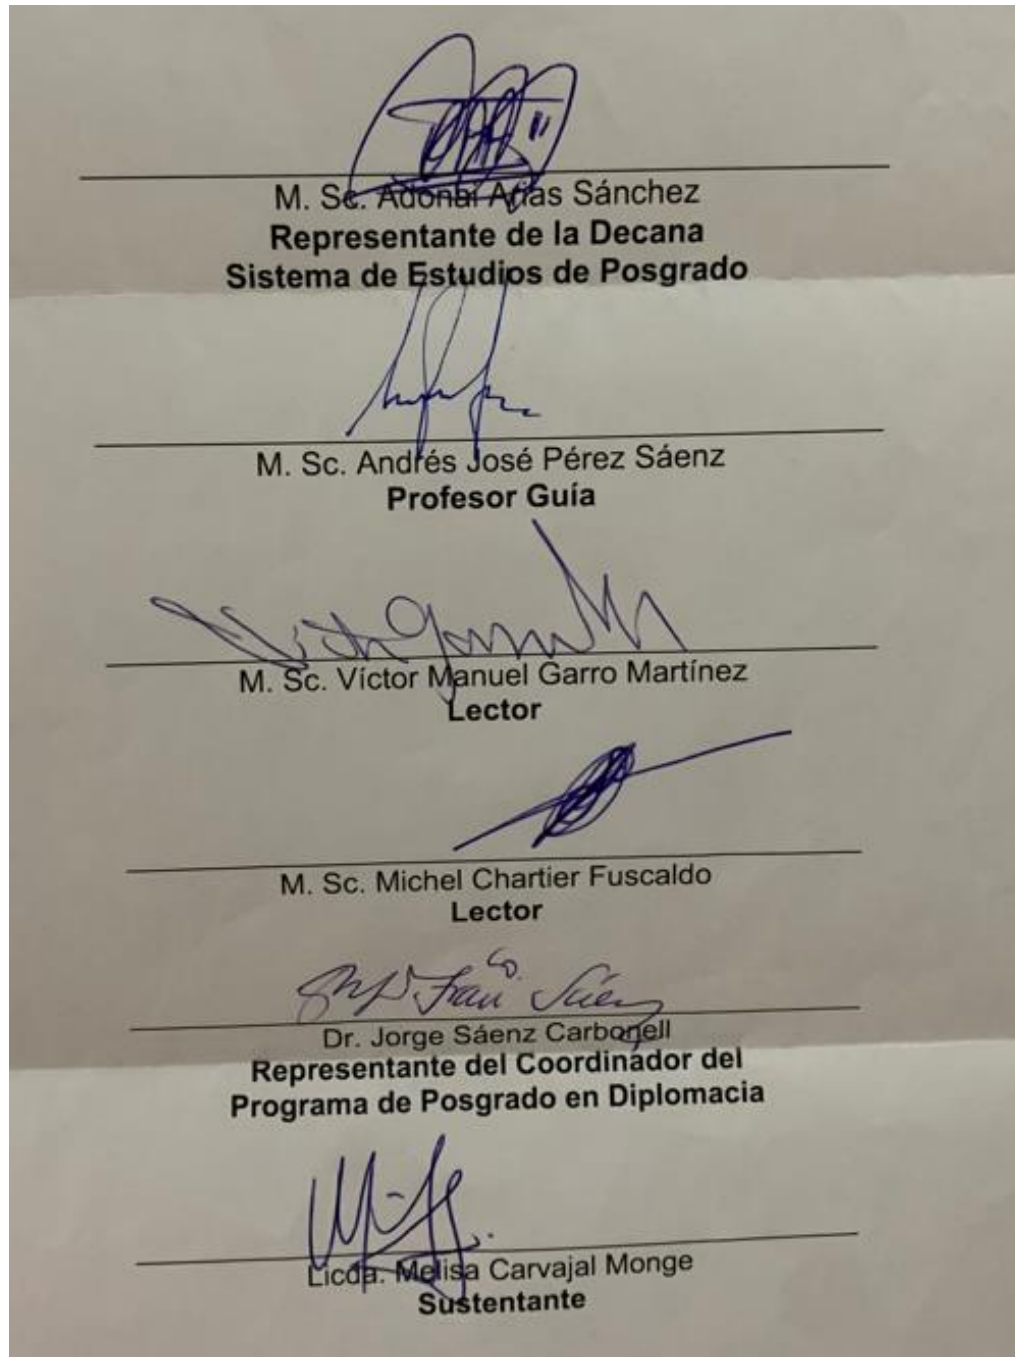 M. Sc. Adonai Arias Sánchez
Representante de la Decana
Sistema de Estudios de Posgrado
M. Sc. Andrés José Pérez Sáenz
Profesor Guía
M. Sc. Víctor Manuel Garro Martínez
Lector
M. Sc. Michel Chartier Fuscaldo
Lector
Dr. Jorge Sáenz Carbonell
Representante del Coordinador del
Programa de Posgrado en Diplomacia
Licda. Melisa Carvajal Monge
Sustentante